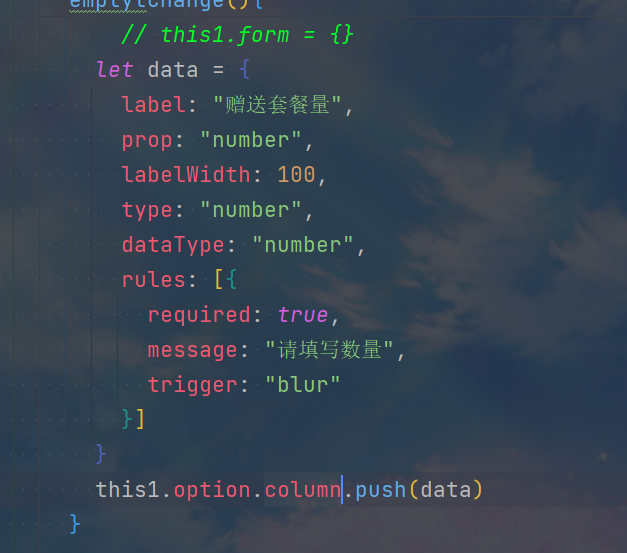 emptytChange(){
// this1.form = {}
let data = {
label: "赠送套餐量",
prop: "number",
labelWidth: 100,
type: "number",
dataType: "number",
rules: [{
required: true,
message: "请填写数量",
trigger: "blur"
}]
}
this1.option.column.push(data)
}